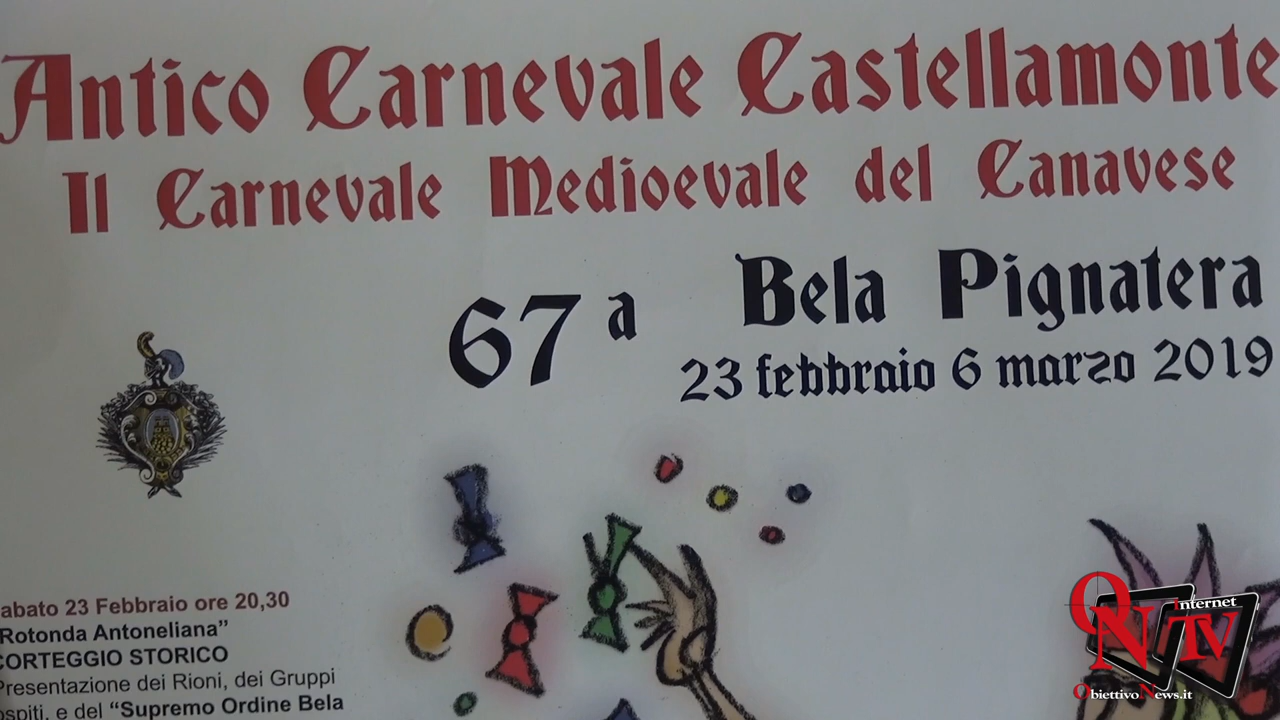 Antico Carnevale Castellamonte
Il Carnevale Medioevale del Canavese
67 a Bela Pignatera
23 febbraio 6 marzo 2019
abato 23 Febbraio ore 20,30
Rotonda Antoneliana”
CORTEGGIO STORICO
Presentazione dei Rioni, dei Gruppi
ospiti, e del “Supremo Ordine Bela
ONTV
Internet
ObiettivoNews.it